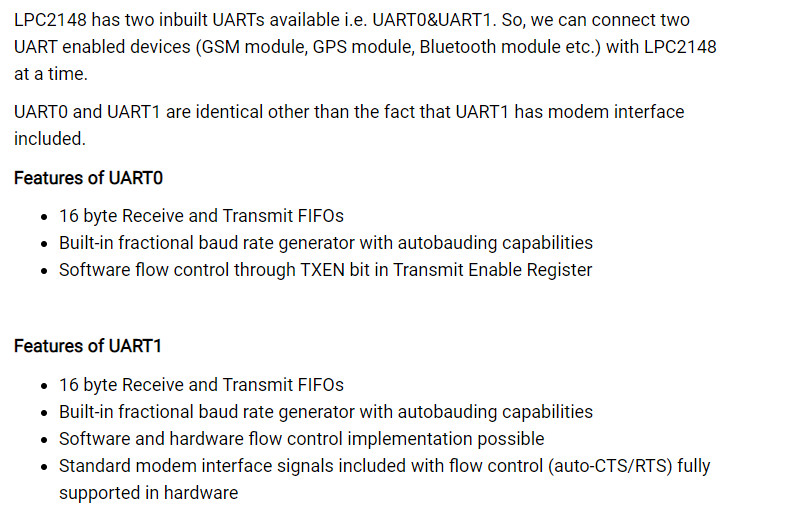 LPC2148 has two inbuilt UARTs available i.e. UART0&UART1. So, we can connect two
UART enabled devices (GSM module, GPS module, Bluetooth module etc.) with LPC2148
at a time.
UART0 and UART1 are identical other than the fact that UART1 has modem interface
included.
Features of UART0
• 16 byte Receive and Transmit FIFOs
• Built-in fractional baud rate generator with autobauding capabilities
• Software flow control through TXEN bit in Transmit Enable Register
Features of UART1
• 16 byte Receive and Transmit FIFOs
• Built-in fractional baud rate generator with autobauding capabilities
• Software and hardware flow control implementation possible
• Standard modem interface signals included with flow control (auto-CTS/RTS) fully
supported in hardware